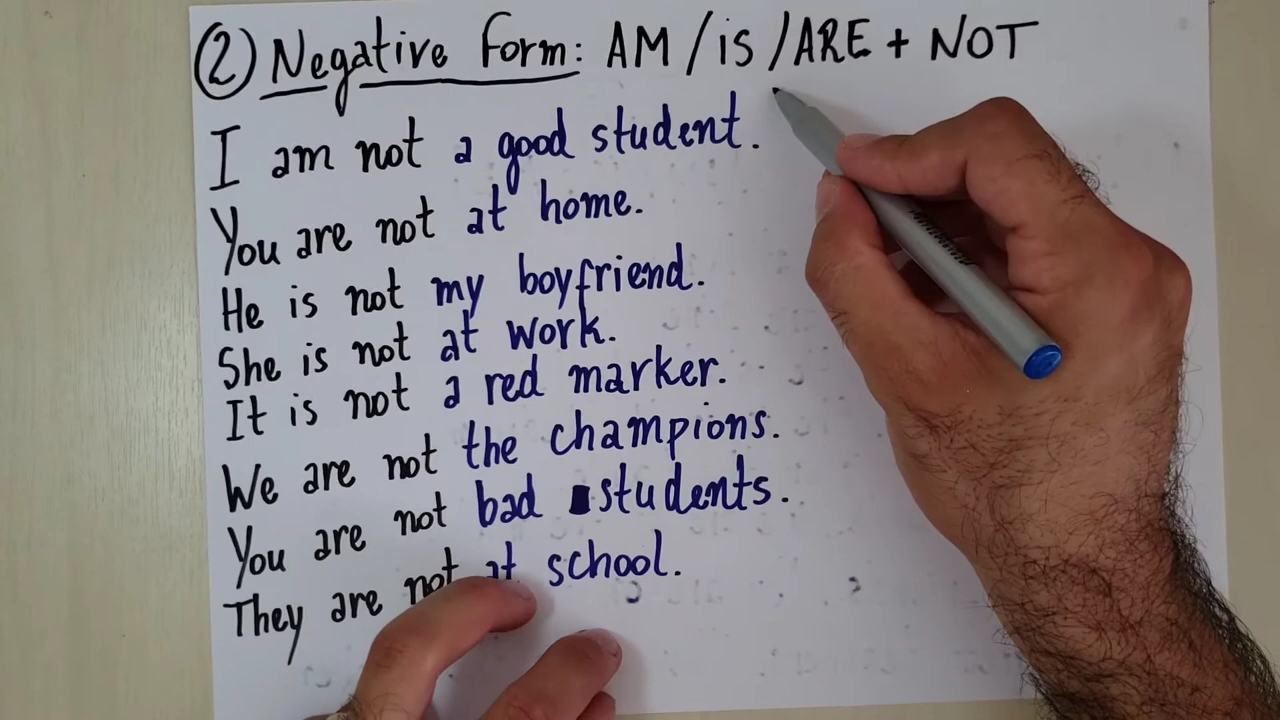 2 Negative Form: AM / iS / ARE + NOT
I am not a good student.
You are not at home.
He is not my boyfriend.
She is not at work.
It is not a red marker.
We are not the champions.
You are not bad students.
They are not at school.